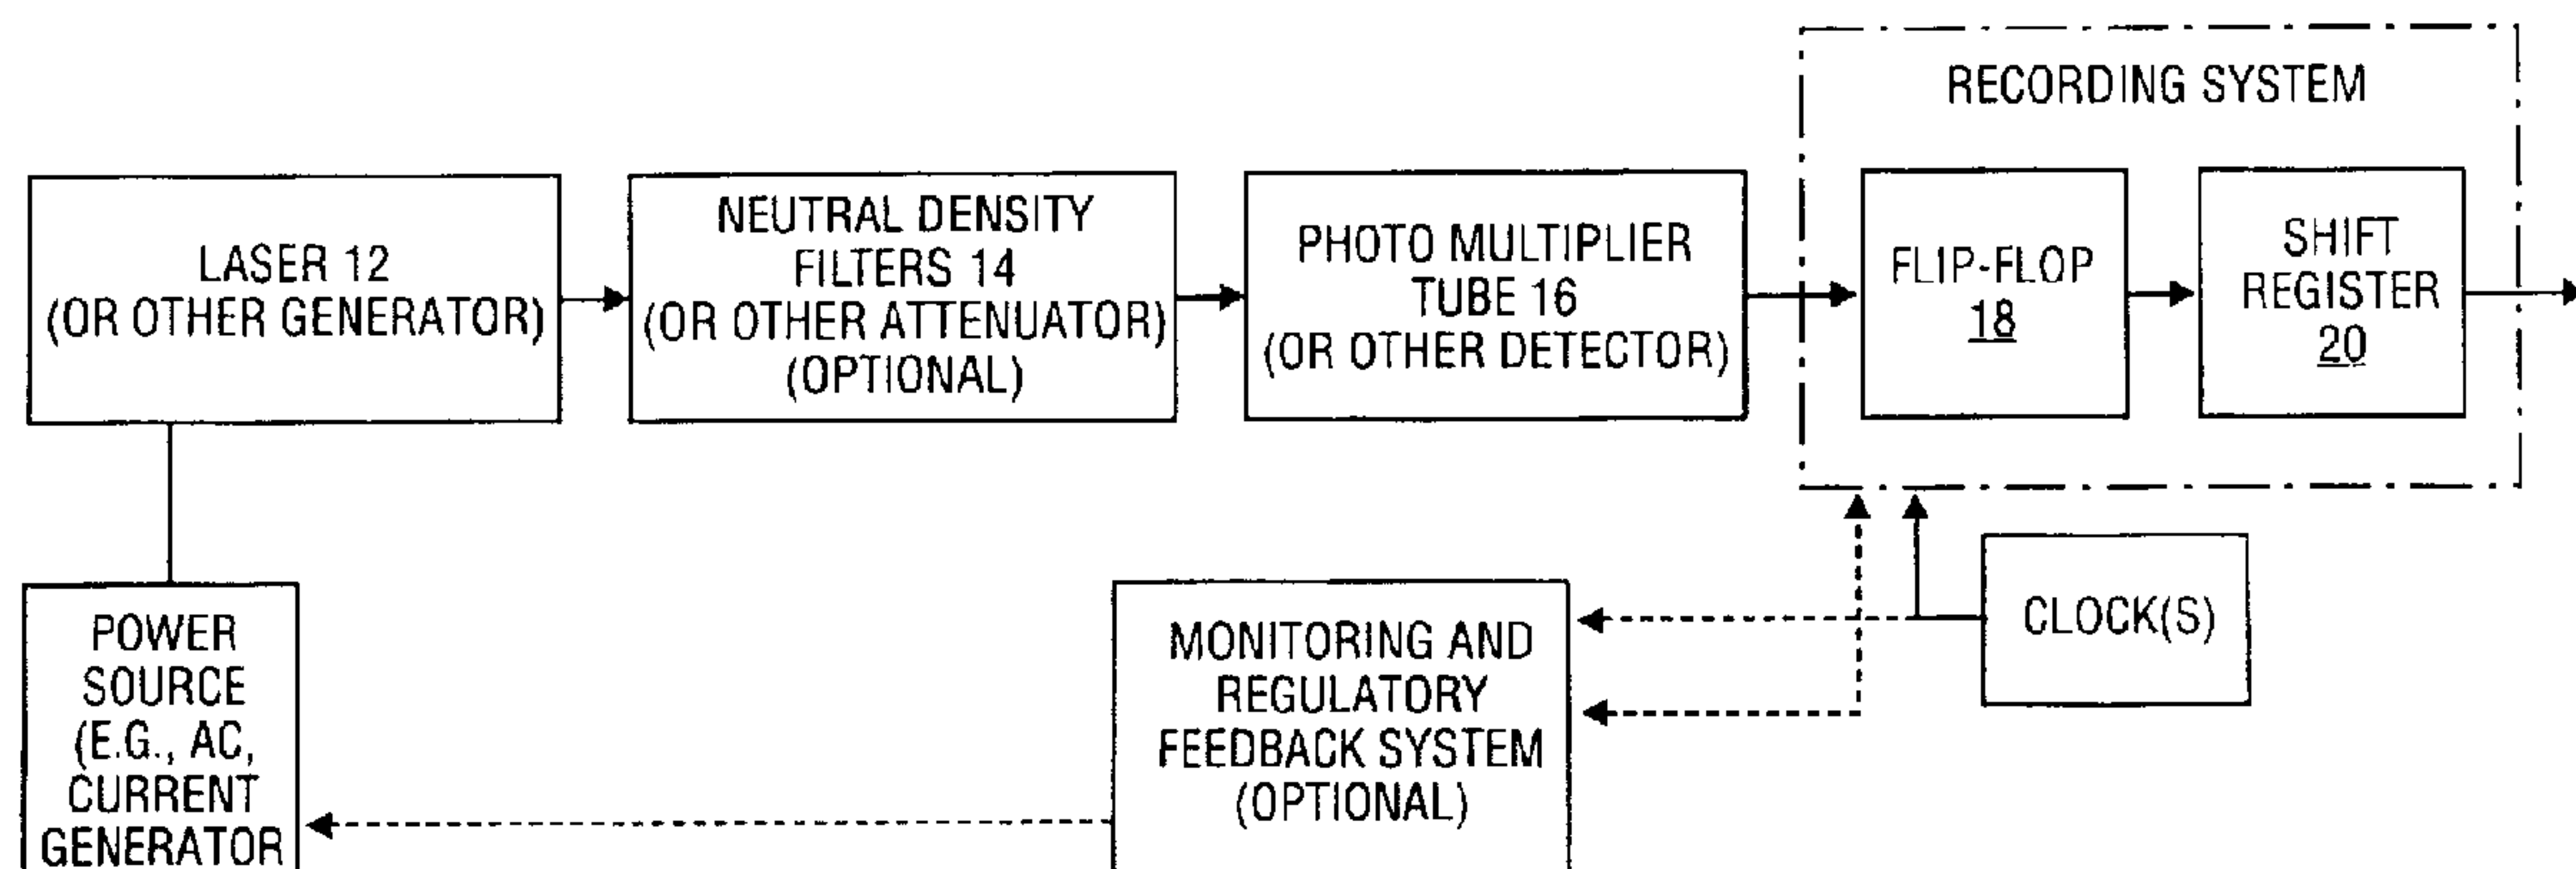 RECORDING SYSTEM
LASER 12
(OR OTHER GENERATOR)
NEUTRAL DENSITY
FILTERS 14
(OR OTHER ATTENUATOR)
(OPTIONAL)
PHOTO MULTIPLIER
TUBE 16
(OR OTHER DETECTOR)
FLIP-FLOP
18
SHIFT
REGISTER
20
POWER
SOURCE
(E.G., AC,
CURRENT
GENERATOR
MONITORING AND
REGULATORY
FEEDBACK SYSTEM
(OPTIONAL)
CLOCK(S)